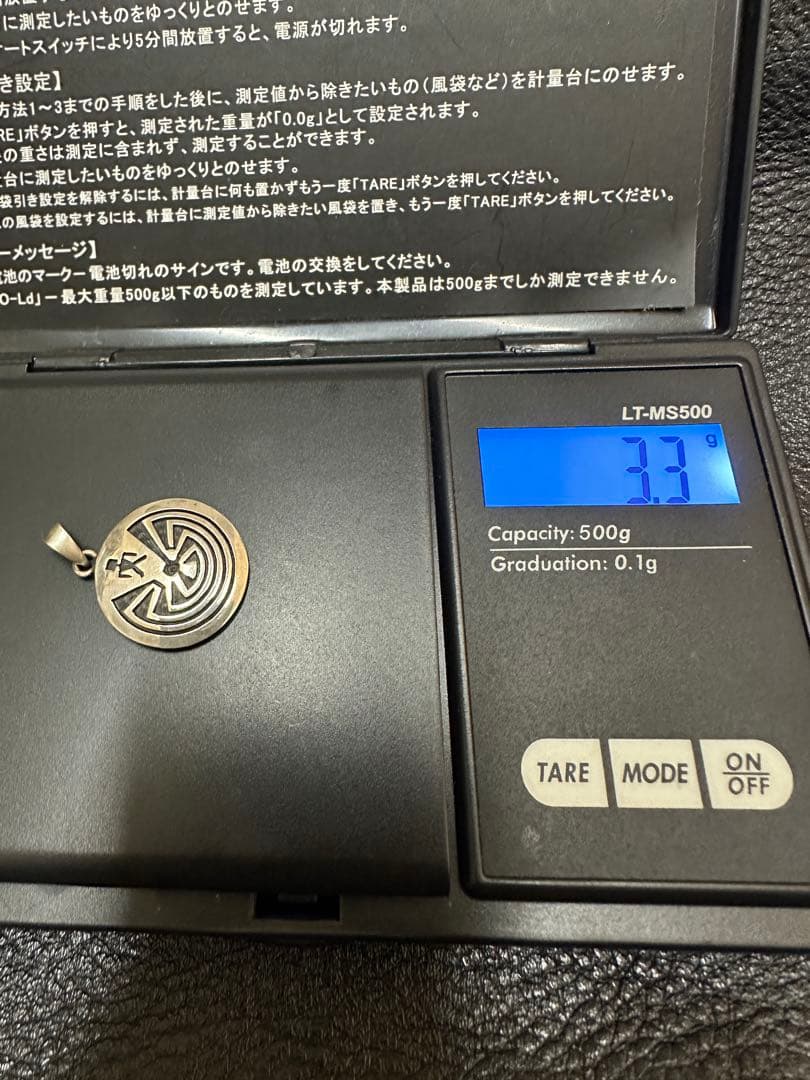 に測定したいものをゆっくりとのせます。
ートスイッチにより5分間放置すると、電源が切れます。
き設定】
方法1〜3までの手順をした後に、測定値から除きたいもの(風袋など)を計量台にのせます。
RE」ボタンを押すと、測定された重量が「0.0g」として設定されます。
の重さは測定に含まれず、測定することができます。
台に測定したいものをゆっくりとのせます。
袋引き設定を解除するには、計量台に何も置かずもう一度「TARE」ボタンを押してください。
の風袋を設定するには、計量台に測定値から除きたい風袋を置き、もう一度「TARE」ボタンを押してください。
ーメッセージ】
池のマークー電池切れのサインです。電池の交換をしてください。
O-Ld」ー最大重量500g以下のものを測定しています。本製品は500gまでしか測定できません。
LT-MS500
3.3 g
Capacity: 500g
Graduation: 0.1g
TARE MODE ON OFF